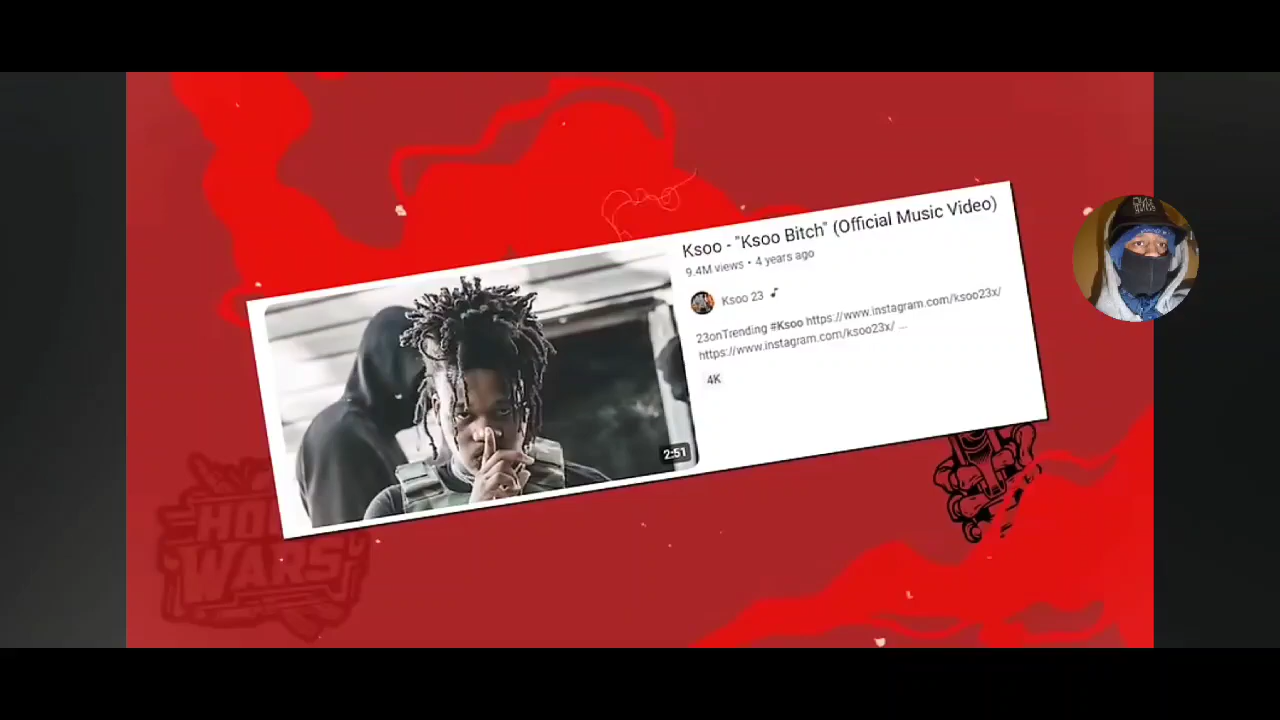 Ksoo - "Ksoo Bitch" (Official Music Video)
9.4M views • 4 years ago
Ksoo 23
23onTrending #Ksoo https://www.instagram.com/ksoo23x/
https://www.instagram.com/ksoo23x/ ...
4K
2:51
WARS